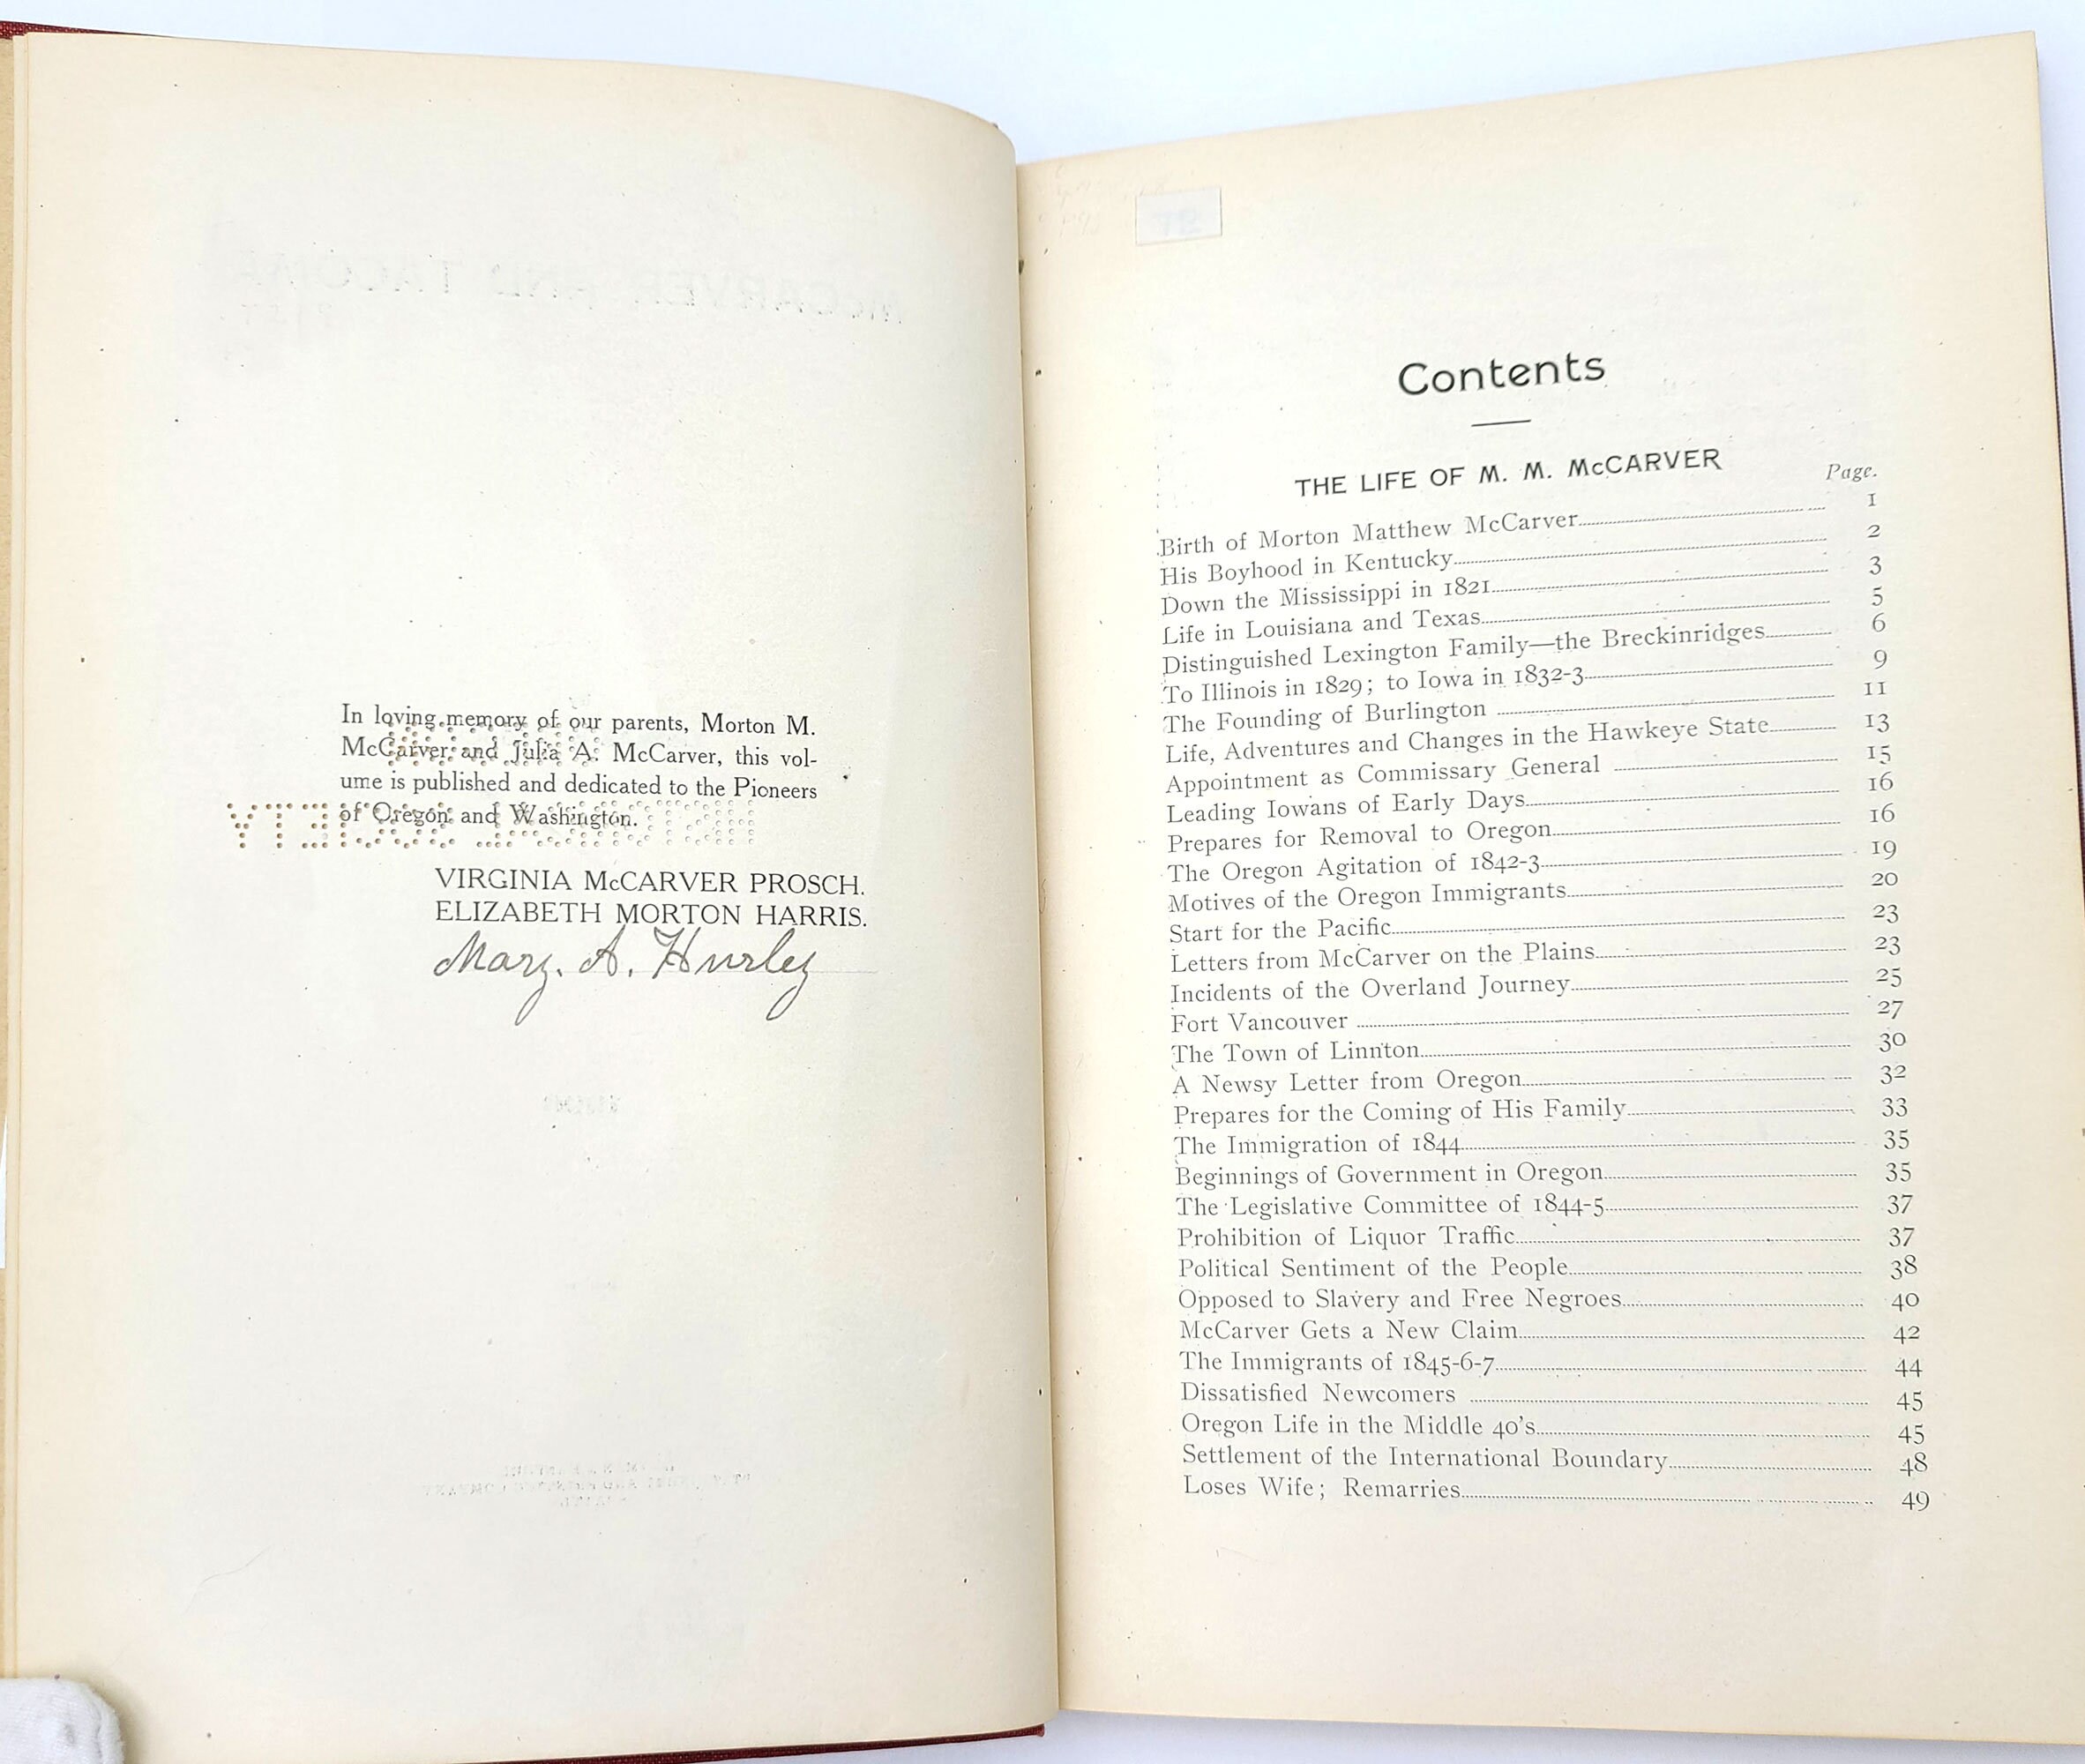 In loving memory of our parents, Morton M.
McCarver and Julia A. McCarver, this vol-
ume is published and dedicated to the Pioneers
of Oregon and Washington.
VIRGINIA McCARVER PROSCH.
ELIZABETH MORTON HARRIS.
Mary. A. Hurley
Contents
THE LIFE OF M. M. McCARVER
Page.
Birth of Morton Matthew McCarver 1
His Boyhood in Kentucky 2
Down the Mississippi in 1821 3
Life in Louisiana and Texas 5
Distinguished Lexington Family—the Breckinridges 6
To Illinois in 1829; to Iowa in 1832-3 9
The Founding of Burlington 11
Life, Adventures and Changes in the Hawkeye State 13
Appointment as Commissary General 15
Leading Iowans of Early Days 16
Prepares for Removal to Oregon 16
The Oregon Agitation of 1842-3 19
Motives of the Oregon Immigrants 20
Start for the Pacific 23
Letters from McCarver on the Plains 23
Incidents of the Overland Journey 25
Fort Vancouver 27
The Town of Linnton 30
A Newsy Letter from Oregon 32
Prepares for the Coming of His Family 33
The Immigration of 1844 35
Beginnings of Government in Oregon 35
The Legislative Committee of 1844-5 37
Prohibition of Liquor Traffic 37
Political Sentiment of the People 38
Opposed to Slavery and Free Negroes 40
McCarver Gets a New Claim 42
The Immigrants of 1845-6-7 44
Dissatisfied Newcomers 45
Oregon Life in the Middle 40's 45
Settlement of the International Boundary 48
Loses Wife; Remarries 49